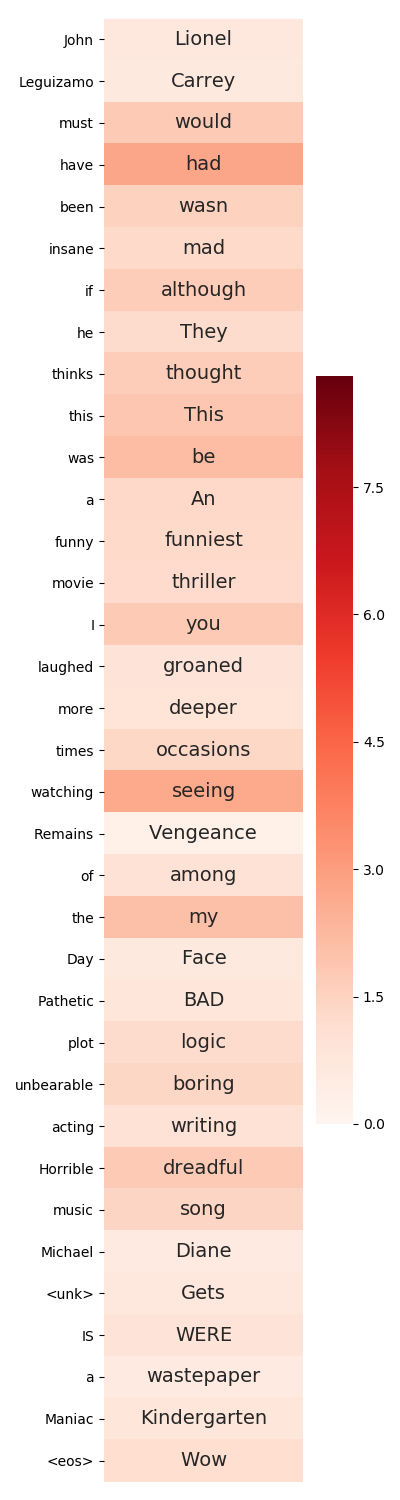 John Lionel
Leguizamo Carrey
must would
have had
been wasn
insane mad
if although
he They
thinks thought
this This
was be
a An
funny funniest
movie thriller
I you
laughed groaned
more deeper
times occasions
watching seeing
Remains Vengeance
of among
the my
Day Face
Pathetic BAD
plot logic
unbearable boring
acting writing
Horrible dreadful
music song
Michael Diane
<unk> Gets
IS WERE
a wastepaper
Maniac Kindergarten
<eos> Wow
7.5
6.0
4.5
3.0
1.5
0.0